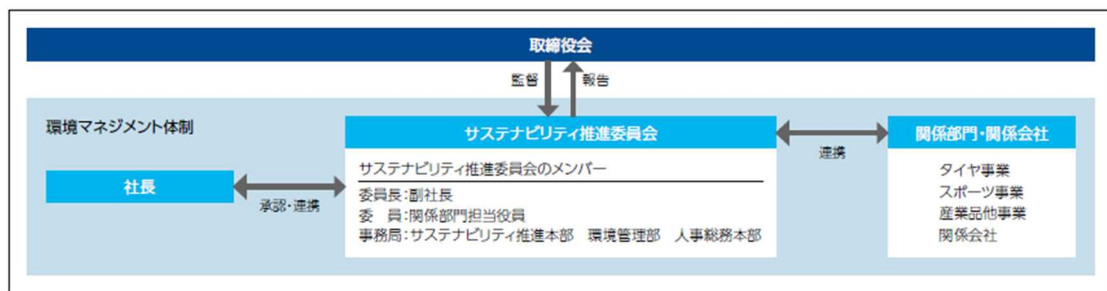 取締役会
監督
報告
環境マネジメント体制
社長
承認・連携
サステナビリティ推進委員会
サステナビリティ推進委員会のメンバー
委員長:副社長
委　員:関係部門担当役員
事務局:サステナビリティ推進本部　環境管理部　人事総務本部
連携
関係部門・関係会社
タイヤ事業
スポーツ事業
産業品他事業
関係会社